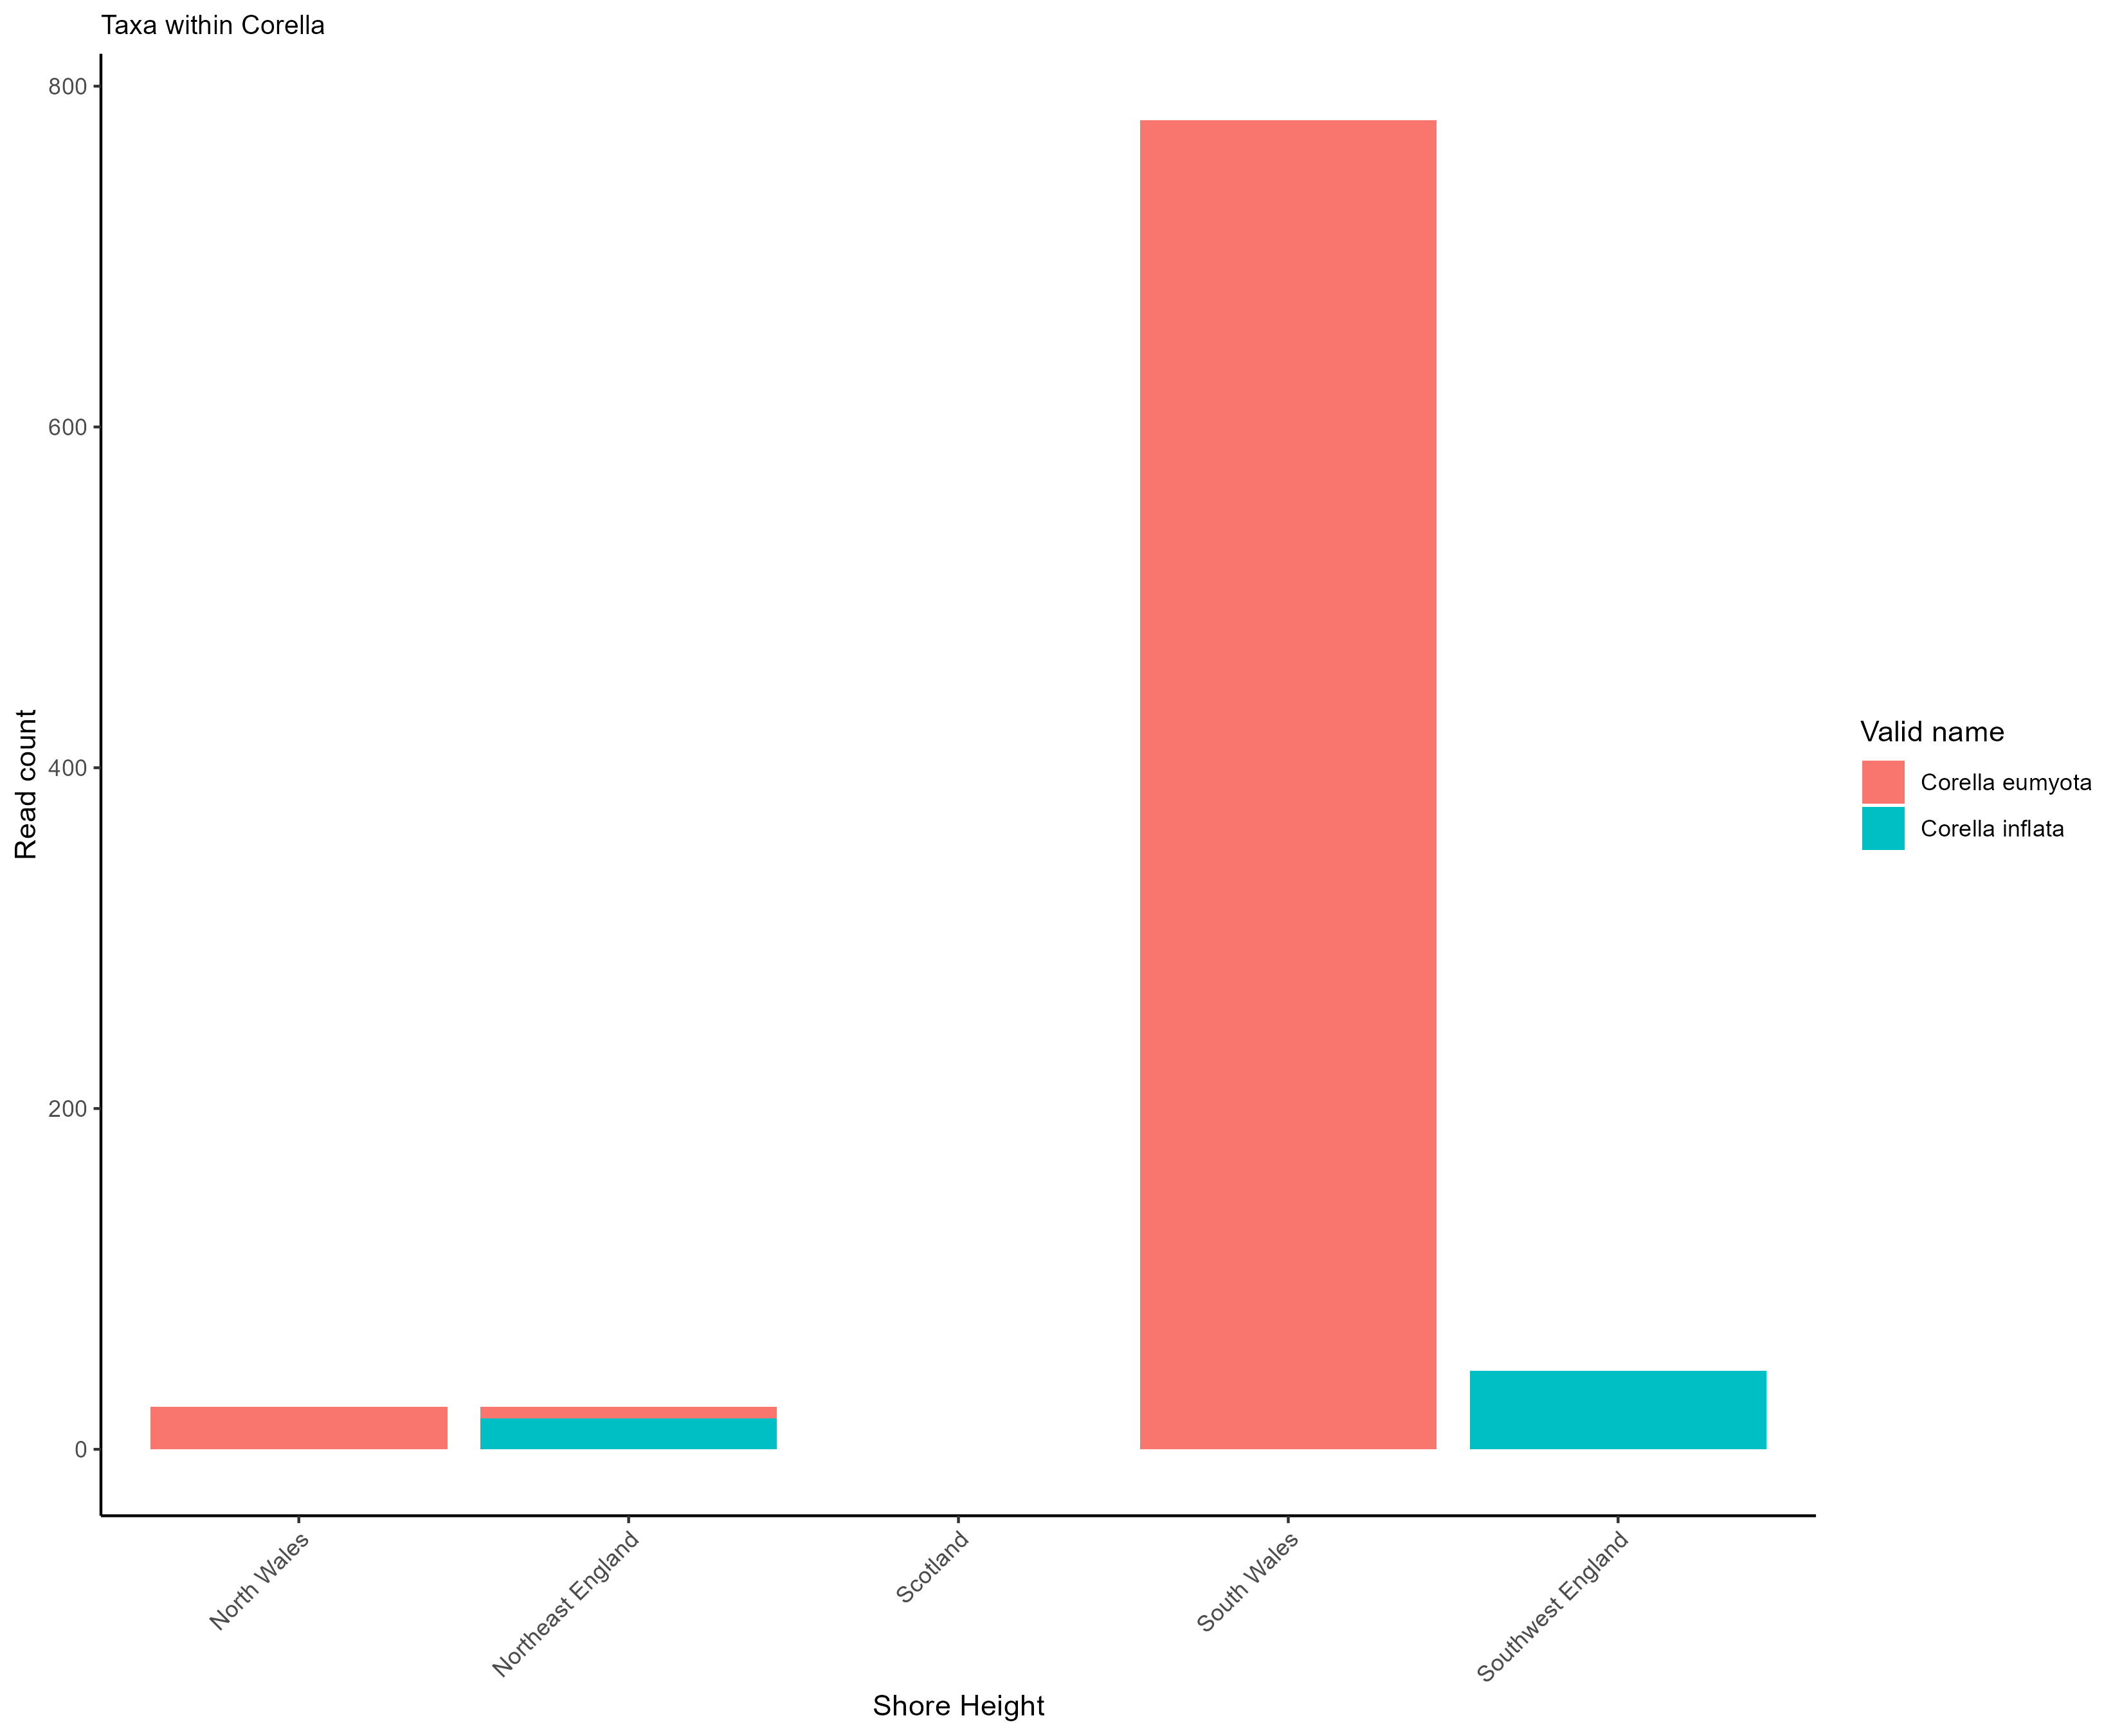 Taxa within Corella
800
600
400
200
0
Read count
North Wales
Northeast England
Scotland
South Wales
Southwest England
Shore Height
Valid name
Corella eumyota
Corella inflata